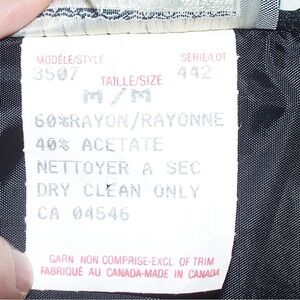 MODÈLE/STYLE SÉRIE/LOT
3507 442
TAILLE/SIZE
M/M
60%RAYON/RAYONNE
40% ACETATE
NETTOYER A SEC
DRY CLEAN ONLY
CA 04546
GARN NON COMPRISE-EXCL OF TRIM
FABRIQUÉ AU CANADA-MADE IN CANADA